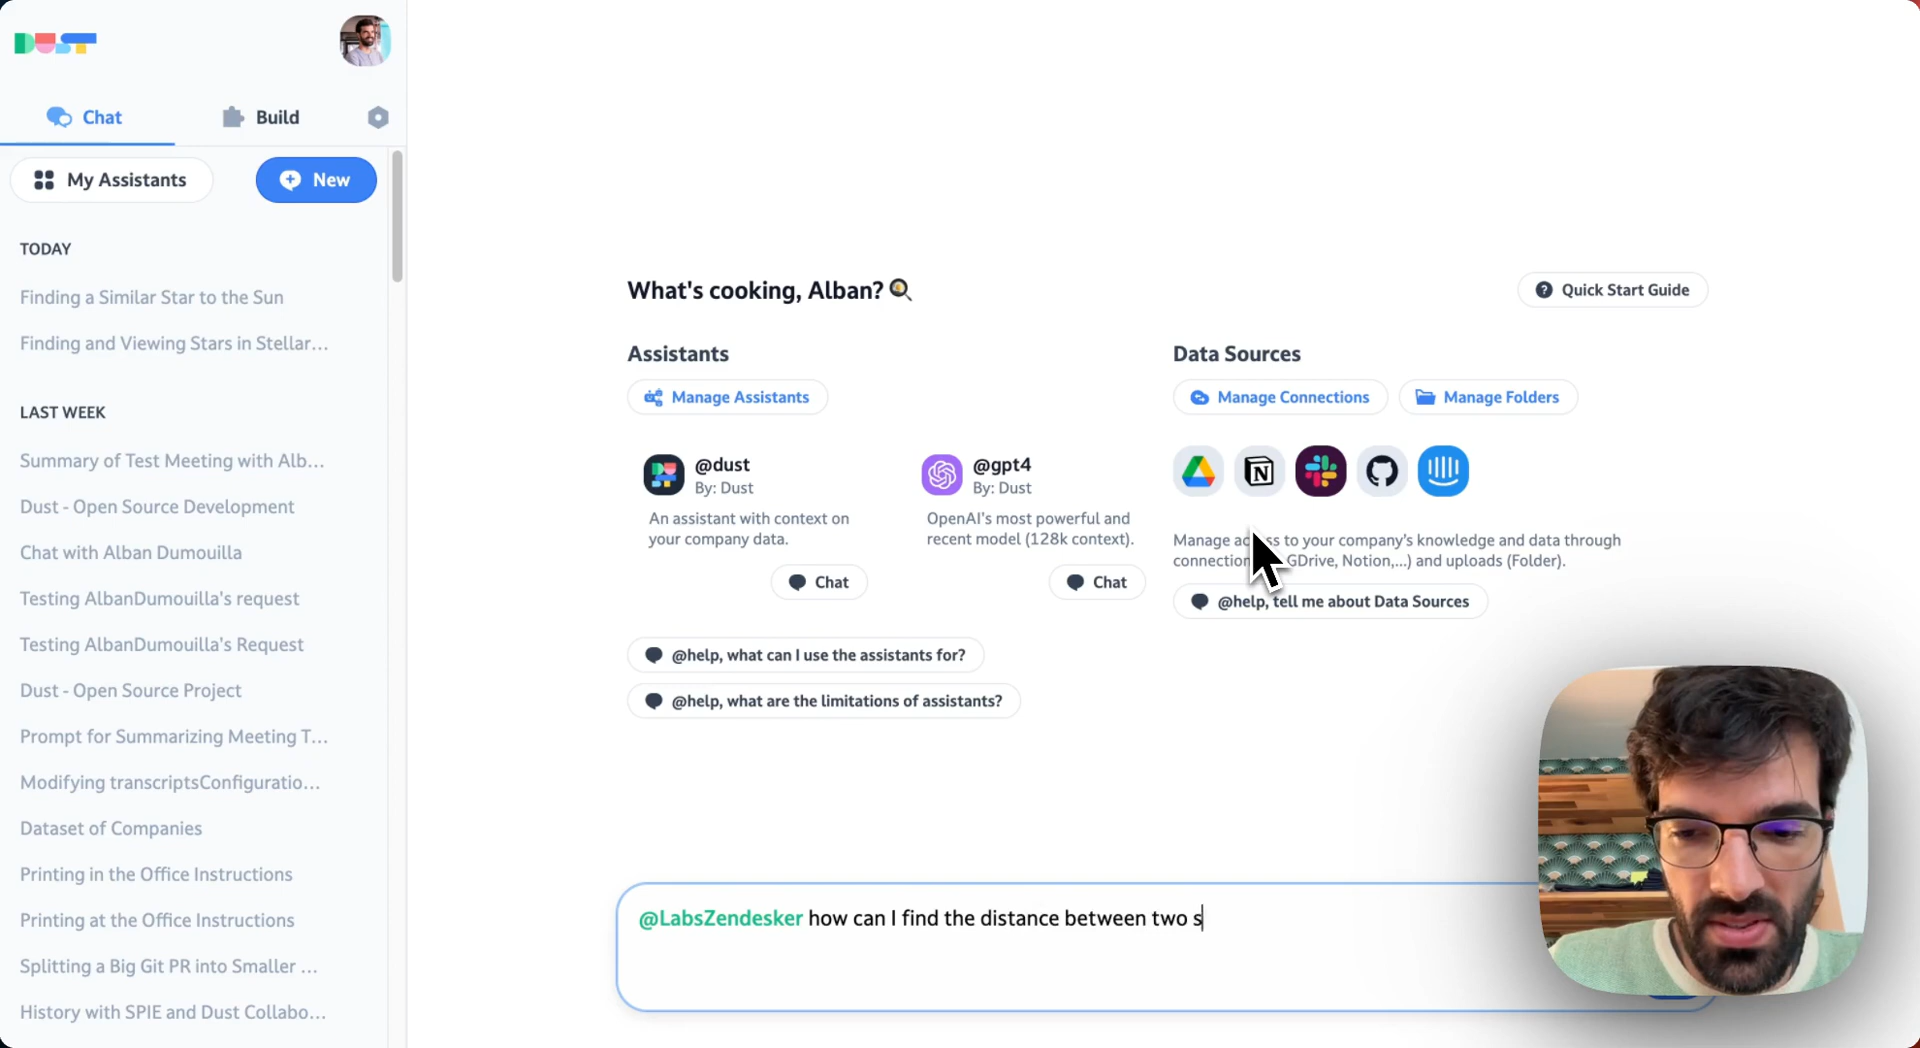 DUST
Chat
Build
My Assistants
New
TODAY
Finding a Similar Star to the Sun
Finding and Viewing Stars in Stellar...
LAST WEEK
Summary of Test Meeting with Alb...
Dust - Open Source Development
Chat with Alban Dumouilla
Testing AlbanDumouilla's request
Testing AlbanDumouilla's Request
Dust - Open Source Project
Prompt for Summarizing Meeting T...
Modifying transcriptsConfiguratio...
Dataset of Companies
Printing in the Office Instructions
Printing at the Office Instructions
Splitting a Big Git PR into Smaller ...
History with SPIE and Dust Collabo...
What's cooking, Alban?
Quick Start Guide
Assistants
Manage Assistants
@dust
By: Dust
An assistant with context on
your company data.
Chat
@gpt4
By: Dust
OpenAI's most powerful and
recent model (128k context).
Chat
@help, what can I use the assistants for?
@help, what are the limitations of assistants?
Data Sources
Manage Connections
Manage Folders
Manage access to your company's knowledge and data through
GDrive, Notion,...) and uploads (Folder).
@help, tell me about Data Sources
@LabsZendesker how can I find the distance between two s